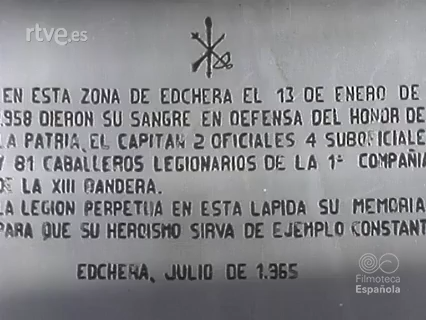 rtve.es
EN ESTA ZONA DE EDCHERA EL 13 DE ENERO DE
1.958 DIERON SU SANGRE EN DEFENSA DEL HONOR DE
LA PATRIA, EL CAPITAN 2 OFICIALES 4 SUBOFICIALE
Y 81 CABALLEROS LEGIONARIOS DE LA 1ª COMPAÑIA
DE LA XIII BANDERA.
LA LEGION PERPETUA EN ESTA LAPIDA SU MEMORIA
PARA QUE SU HEROISMO SIRVA DE EJEMPLO CONSTANT
EDCHERA, JULIO DE 1.965
Filmoteca
Española